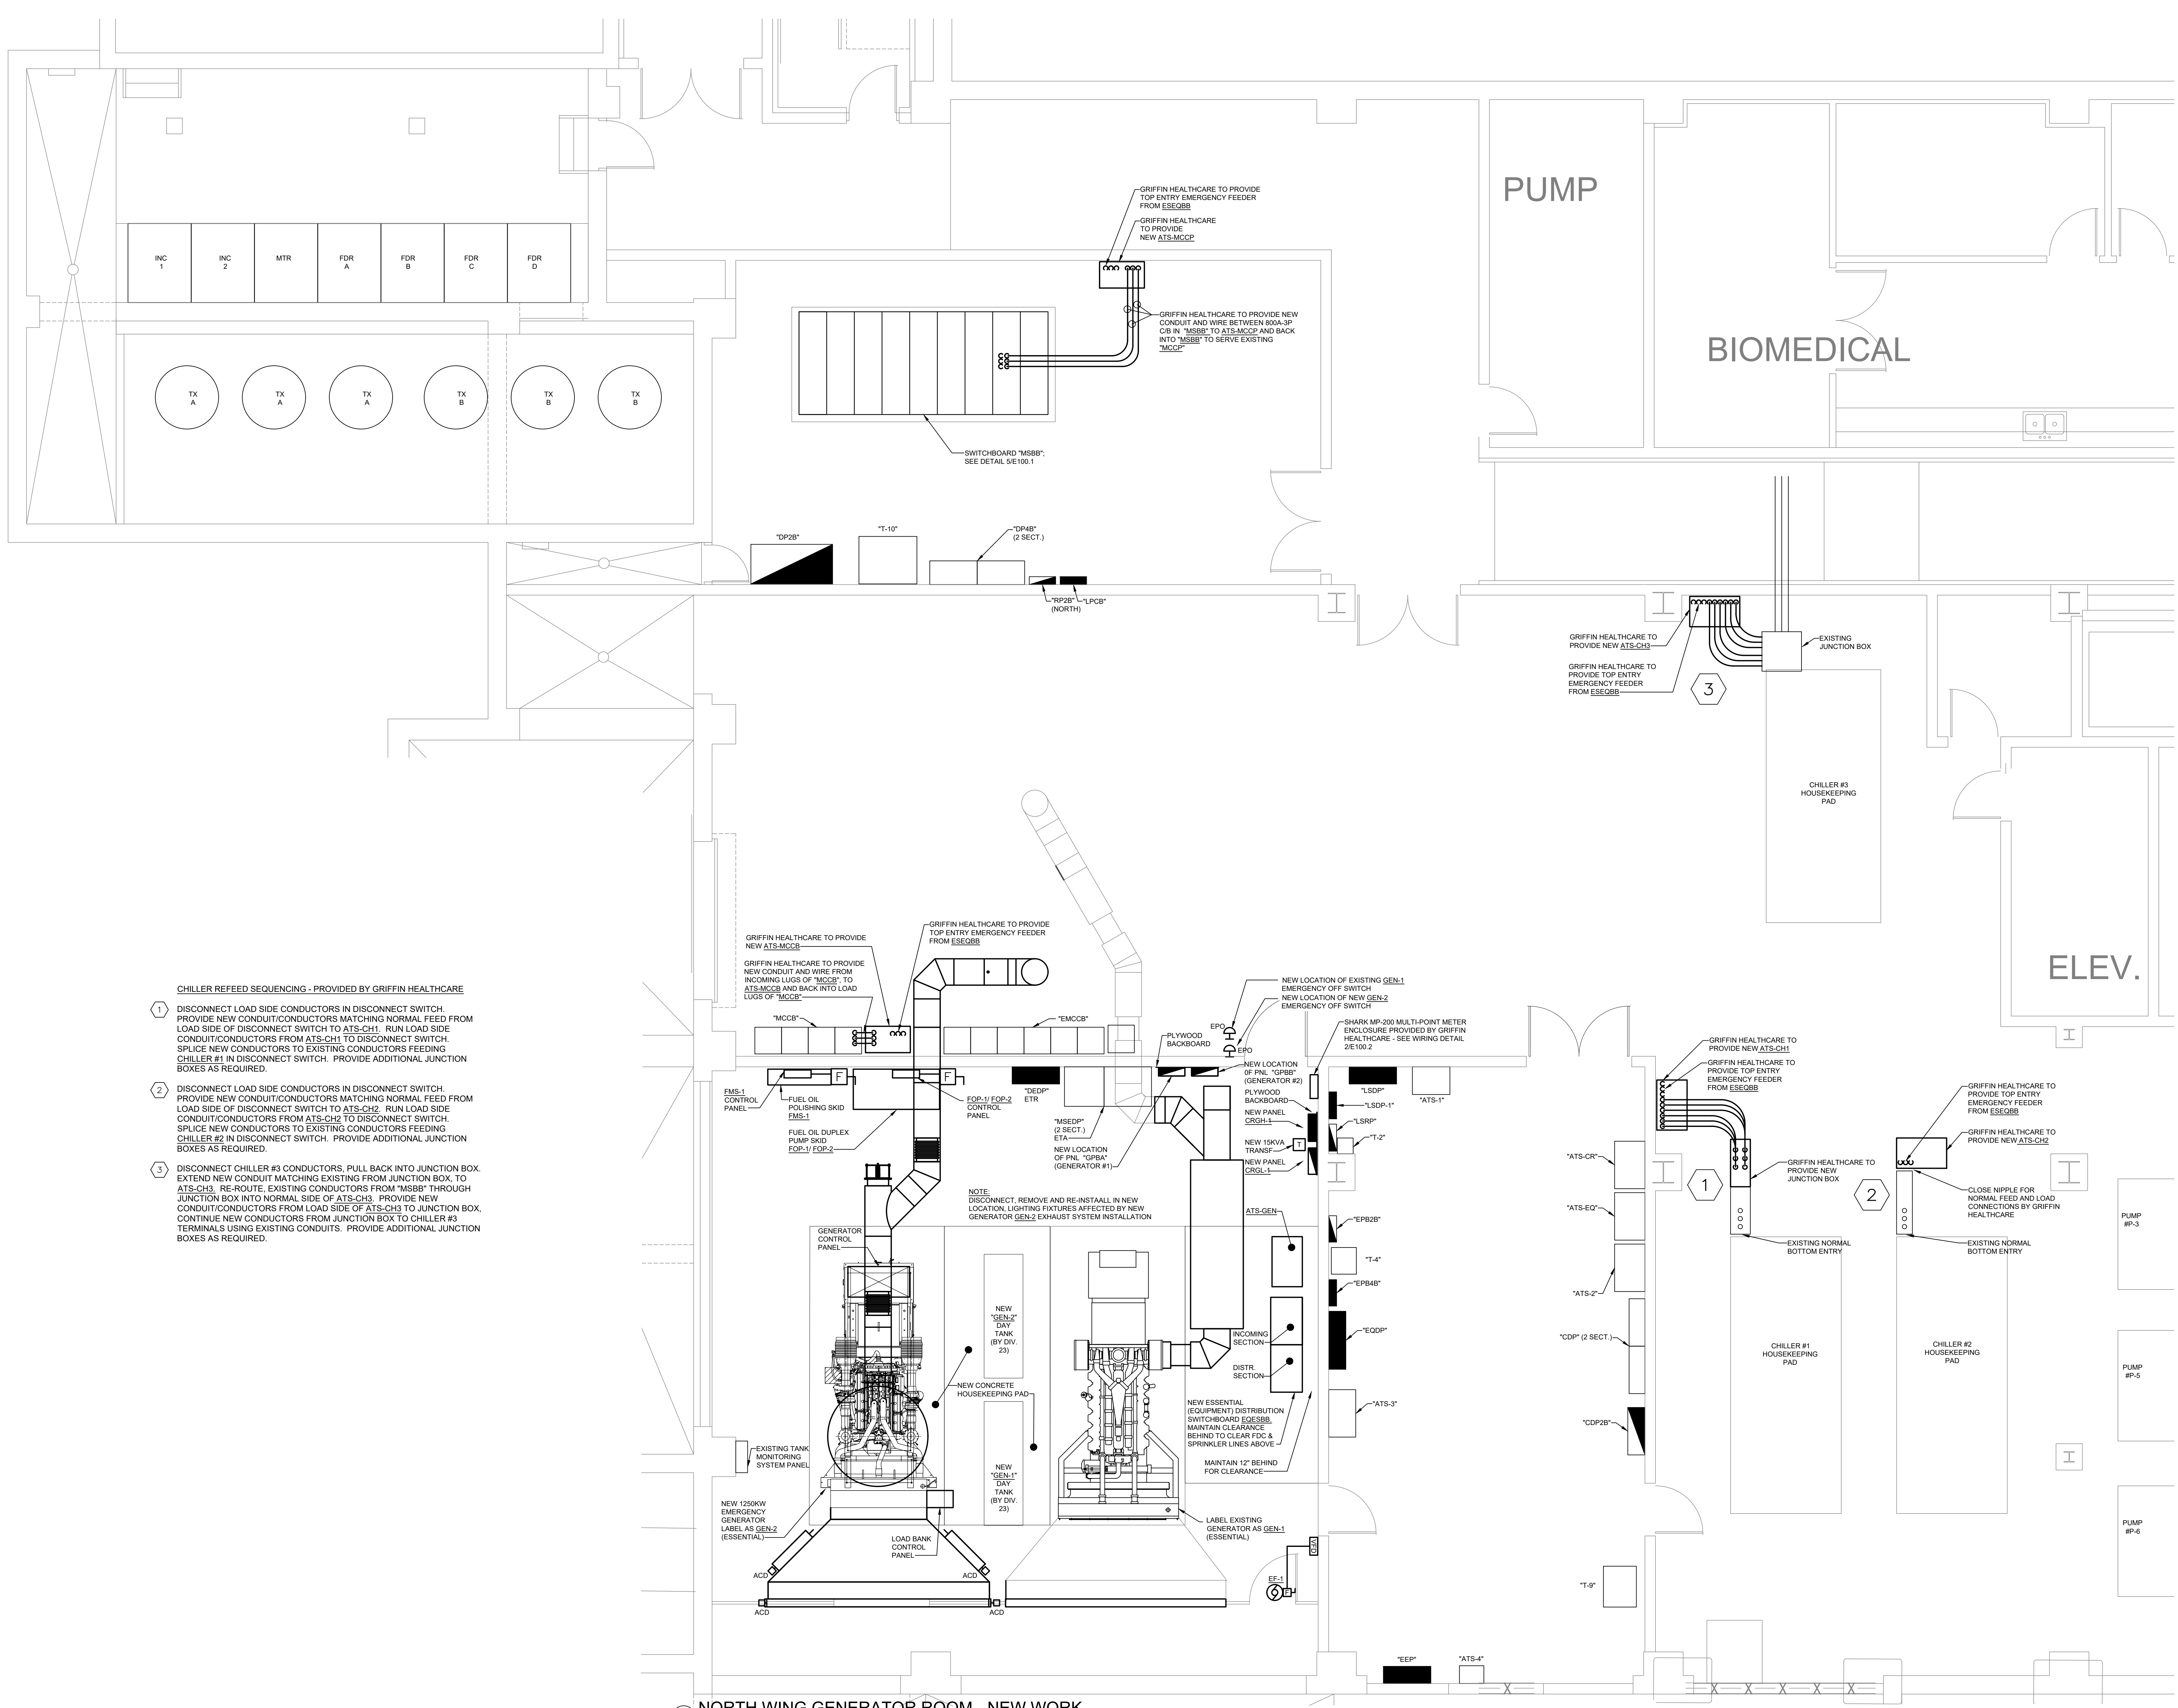 GRIFFIN HEALTHCARE TO PROVIDE
TOP ENTRY EMERGENCY FEEDER
FROM ESEQBB
GRIFFIN HEALTHCARE
TO PROVIDE
NEW ATS-MCCP
PUMP
BIOMEDICAL
INC
1
INC
2
MTR
FDR
A
FDR
B
FDR
C
FDR
D
GRIFFIN HEALTHCARE TO PROVIDE NEW
CONDUIT AND WIRE BETWEEN 800A-3P
C/B IN "MSBB" TO ATS-MCCP AND BACK
INTO "MSBB" TO SERVE EXISTING
"MCCP"
TX
A
TX
A
TX
A
TX
B
TX
B
TX
B
SWITCHBOARD "MSBB";
SEE DETAIL 5/E100.1
"DP2B"
"T-10"
"DP4B"
(2 SECT.)
"RP2B"
(NORTH)
"LPCB"
GRIFFIN HEALTHCARE TO
PROVIDE NEW ATS-CH3
GRIFFIN HEALTHCARE TO
PROVIDE TOP ENTRY
EMERGENCY FEEDER
FROM ESEQBB
3
EXISTING
JUNCTION BOX
CHILLER #3
HOUSEKEEPING
PAD
ELEV.
CHILLER REFEED SEQUENCING - PROVIDED BY GRIFFIN HEALTHCARE
1 DISCONNECT LOAD SIDE CONDUCTORS IN DISCONNECT SWITCH.
PROVIDE NEW CONDUIT/CONDUCTORS MATCHING NORMAL FEED FROM
LOAD SIDE OF DISCONNECT SWITCH TO ATS-CH1. RUN LOAD SIDE
CONDUIT/CONDUCTORS FROM ATS-CH1 TO DISCONNECT SWITCH.
SPLICE NEW CONDUCTORS TO EXISTING CONDUCTORS FEEDING
CHILLER #1 IN DISCONNECT SWITCH. PROVIDE ADDITIONAL JUNCTION
BOXES AS REQUIRED.
2 DISCONNECT LOAD SIDE CONDUCTORS IN DISCONNECT SWITCH.
PROVIDE NEW CONDUIT/CONDUCTORS MATCHING NORMAL FEED FROM
LOAD SIDE OF DISCONNECT SWITCH TO ATS-CH2. RUN LOAD SIDE
CONDUIT/CONDUCTORS FROM ATS-CH2 TO DISCONNECT SWITCH.
SPLICE NEW CONDUCTORS TO EXISTING CONDUCTORS FEEDING
CHILLER #2 IN DISCONNECT SWITCH. PROVIDE ADDITIONAL JUNCTION
BOXES AS REQUIRED.
3 DISCONNECT CHILLER #3 CONDUCTORS, PULL BACK INTO JUNCTION BOX.
EXTEND NEW CONDUIT MATCHING EXISTING FROM JUNCTION BOX, TO
ATS-CH3. RE-ROUTE, EXISTING CONDUCTORS FROM "MSBB" THROUGH
JUNCTION BOX INTO NORMAL SIDE OF ATS-CH3. PROVIDE NEW
CONDUIT/CONDUCTORS FROM LOAD SIDE OF ATS-CH3 TO JUNCTION BOX,
CONTINUE NEW CONDUCTORS FROM JUNCTION BOX TO CHILLER #3
TERMINALS USING EXISTING CONDUITS. PROVIDE ADDITIONAL JUNCTION
BOXES AS REQUIRED.
GRIFFIN HEALTHCARE TO PROVIDE
NEW ATS-MCCB
GRIFFIN HEALTHCARE TO PROVIDE
NEW CONDUIT AND WIRE FROM
INCOMING LUGS OF "MCCB", TO
ATS-MCCB AND BACK INTO LOAD
LUGS OF "MCCB"
GRIFFIN HEALTHCARE TO PROVIDE
TOP ENTRY EMERGENCY FEEDER
FROM ESEQBB
"MCCB"
"EMCCB"
NEW LOCATION OF EXISTING GEN-1
EMERGENCY OFF SWITCH
NEW LOCATION OF NEW GEN-2
EMERGENCY OFF SWITCH
EPO
EPO
PLYWOOD
BACKBOARD
SHARK MP-200 MULTI-POINT METER
ENCLOSURE PROVIDED BY GRIFFIN
HEALTHCARE - SEE WIRING DETAIL
2/E100.2
NEW LOCATION
0F PNL "GPBB"
(GENERATOR #2)
PLYWOOD
BACKBOARD
NEW PANEL
CRGH-1
NEW 15KVA
TRANSF
T
NEW PANEL
CRGL-1
FMS-1
CONTROL
PANEL
F
F
FUEL OIL
POLISHING SKID
FMS-1
FUEL OIL DUPLEX
PUMP SKID
FOP-1/ FOP-2
FOP-1/ FOP-2
CONTROL
PANEL
"DEDP"
ETR
"MSEDP"
(2 SECT.)
ETA
NEW LOCATION
OF PNL "GPBA"
(GENERATOR #1)
"LSDP"
"ATS-1"
"LSDP-1"
"LSRP"
"T-2"
NOTE:
DISCONNECT, REMOVE AND RE-INSTAALL IN NEW
LOCATION, LIGHTING FIXTURES AFFECTED BY NEW
GENERATOR GEN-2 EXHAUST SYSTEM INSTALLATION
GENERATOR
CONTROL
PANEL
ATS-GEN
"EPB2B"
"T-4"
"EPB4B"
"EQDP"
"ATS-3"
INCOMING
SECTION
DISTR.
SECTION
NEW
"GEN-2"
DAY
TANK
(BY DIV.
23)
NEW CONCRETE
HOUSEKEEPING PAD
NEW
"GEN-1"
DAY
TANK
(BY DIV.
23)
NEW ESSENTIAL
(EQUIPMENT) DISTRIBUTION
SWITCHBOARD EQESBB.
MAINTAIN CLEARANCE
BEHIND TO CLEAR FDC &
SPRINKLER LINES ABOVE
MAINTAIN 12" BEHIND
FOR CLEARANCE
EXISTING TANK
MONITORING
SYSTEM PANEL
NEW 1250KW
EMERGENCY
GENERATOR
LABEL AS GEN-2
(ESSENTIAL)
LOAD BANK
CONTROL
PANEL
LABEL EXISTING
GENERATOR AS GEN-1
(ESSENTIAL)
ACD
ACD
ACD
ACD
VFD
EF-1
F
GRIFFIN HEALTHCARE TO
PROVIDE NEW ATS-CH1
GRIFFIN HEALTHCARE TO
PROVIDE TOP ENTRY
EMERGENCY FEEDER
FROM ESEQBB
GRIFFIN HEALTHCARE TO
PROVIDE TOP ENTRY
EMERGENCY FEEDER
FROM ESEQBB
GRIFFIN HEALTHCARE TO
PROVIDE NEW ATS-CH2
GRIFFIN HEALTHCARE TO
PROVIDE NEW
JUNCTION BOX
CLOSE NIPPLE FOR
NORMAL FEED AND LOAD
CONNECTIONS BY GRIFFIN
HEALTHCARE
1
2
EXISTING NORMAL
BOTTOM ENTRY
EXISTING NORMAL
BOTTOM ENTRY
"ATS-CR"
"ATS-EQ"
"ATS-2"
"CDP" (2 SECT.)
"CDP2B"
CHILLER #1
HOUSEKEEPING
PAD
CHILLER #2
HOUSEKEEPING
PAD
PUMP
#P-3
PUMP
#P-5
PUMP
#P-6
"T-9"
"EEP"
"ATS-4"
NORTH WING GENERATOR ROOM - NEW WORK